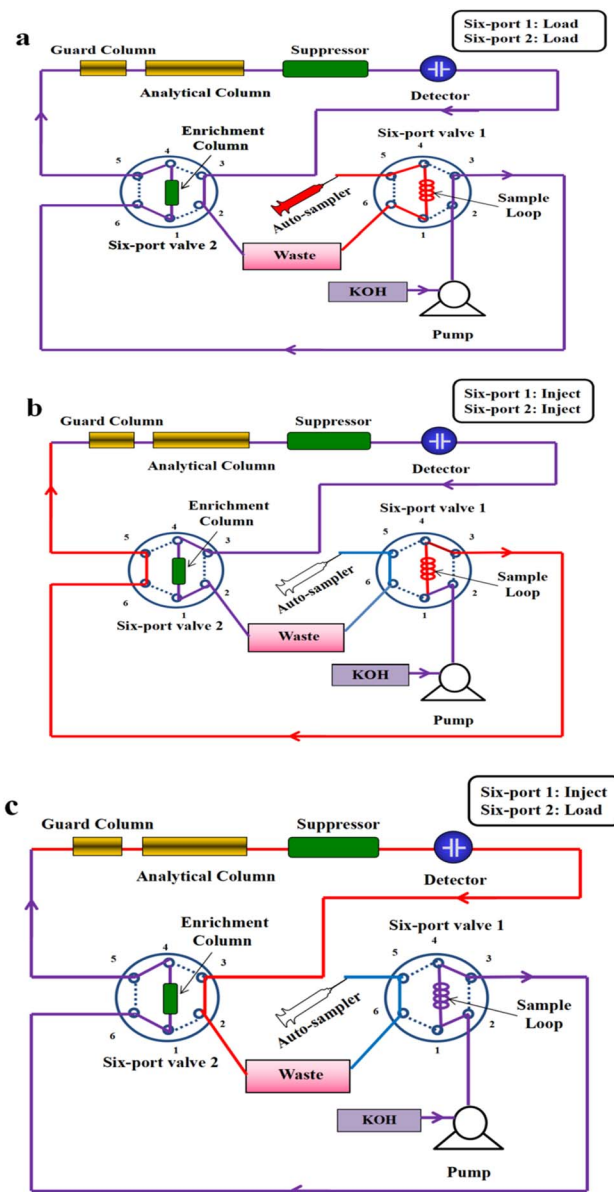 a
Six-port 1: Load
Six-port 2: Load
Guard Column
Suppressor
Analytical Column
Detector
Enrichment
Column
Six-port valve 1
5
4
3
6
1
2
5
4
3
6
1
2
Auto-sampler
Sample
Loop
Six-port valve 2
Waste
KOH
Pump
b
Six-port 1: Inject
Six-port 2: Inject
Guard Column
Suppressor
Analytical Column
Detector
Enrichment
Column
Six-port valve 1
5
4
3
6
1
2
5
4
3
6
1
2
Auto-sampler
Sample
Loop
Six-port valve 2
Waste
KOH
Pump
c
Six-port 1: Inject
Six-port 2: Load
Guard Column
Suppressor
Analytical Column
Detector
Enrichment
Column
Six-port valve 1
5
4
3
6
1
2
5
4
3
6
1
2
Auto-sampler
Sample
Loop
Six-port valve 2
Waste
KOH
Pump